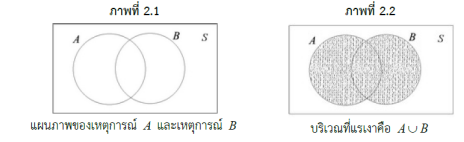 ภาพที่ 2.1
ภาพที่ 2.2
A B S
A B S
แผนภาพของเหตุการณ์ A และเหตุการณ์ B
บริเวณที่แรเงาคือ A ∪ B